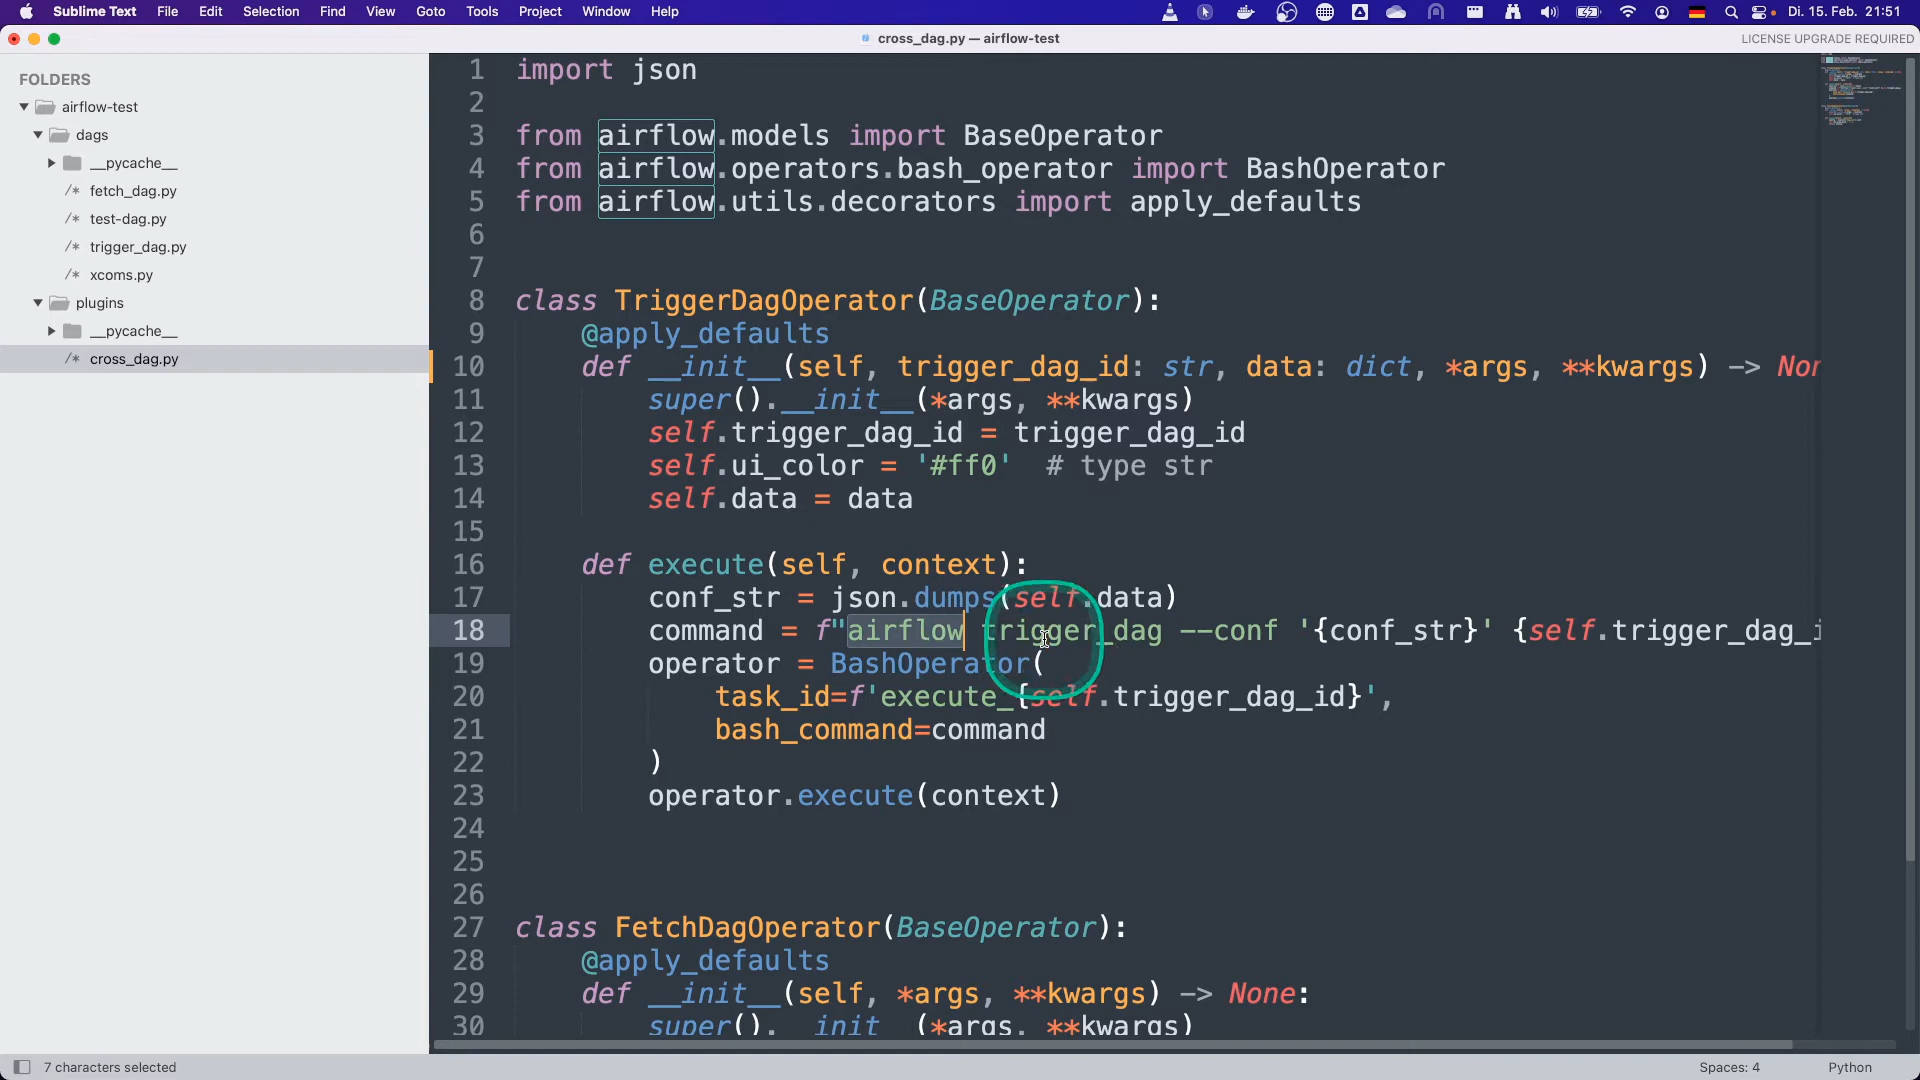 Sublime Text File Edit Selection Find View Goto Tools Project Window Help Di. 15. Feb. 21:51
cross_dag.py — airflow-test LICENSE UPGRADE REQUIRED
FOLDERS
airflow-test
dags
__pycache__
/* fetch_dag.py
/* test-dag.py
/* trigger_dag.py
/* xcoms.py
plugins
__pycache__
/* cross_dag.py
1 import json
2
3 from airflow.models import BaseOperator
4 from airflow.operators.bash_operator import BashOperator
5 from airflow.utils.decorators import apply_defaults
6
7
8 class TriggerDagOperator(BaseOperator):
9     @apply_defaults
10     def __init__(self, trigger_dag_id: str, data: dict, *args, **kwargs) -> Non
11         super().__init__(*args, **kwargs)
12         self.trigger_dag_id = trigger_dag_id
13         self.ui_color = '#ff0'  # type str
14         self.data = data
15
16     def execute(self, context):
17         conf_str = json.dumps(self.data)
18         command = f"airflow trigger_dag --conf '{conf_str}' {self.trigger_dag_i
19         operator = BashOperator(
20             task_id=f'execute_{self.trigger_dag_id}',
21             bash_command=command
22         )
23         operator.execute(context)
24
25
26
27 class FetchDagOperator(BaseOperator):
28     @apply_defaults
29     def __init__(self, *args, **kwargs) -> None:
30         super().__init__(*args, **kwargs)
7 characters selected Spaces: 4 Python